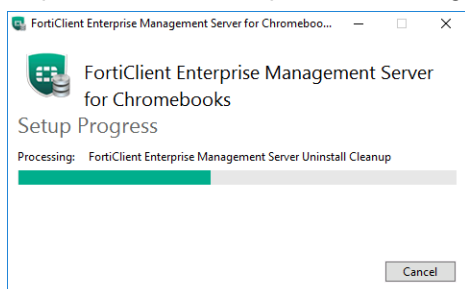 FortiClient Enterprise Management Server for Chromeboo...
FortiClient Enterprise Management Server
for Chromebooks
Setup Progress
Processing: FortiClient Enterprise Management Server Uninstall Cleanup
Cancel